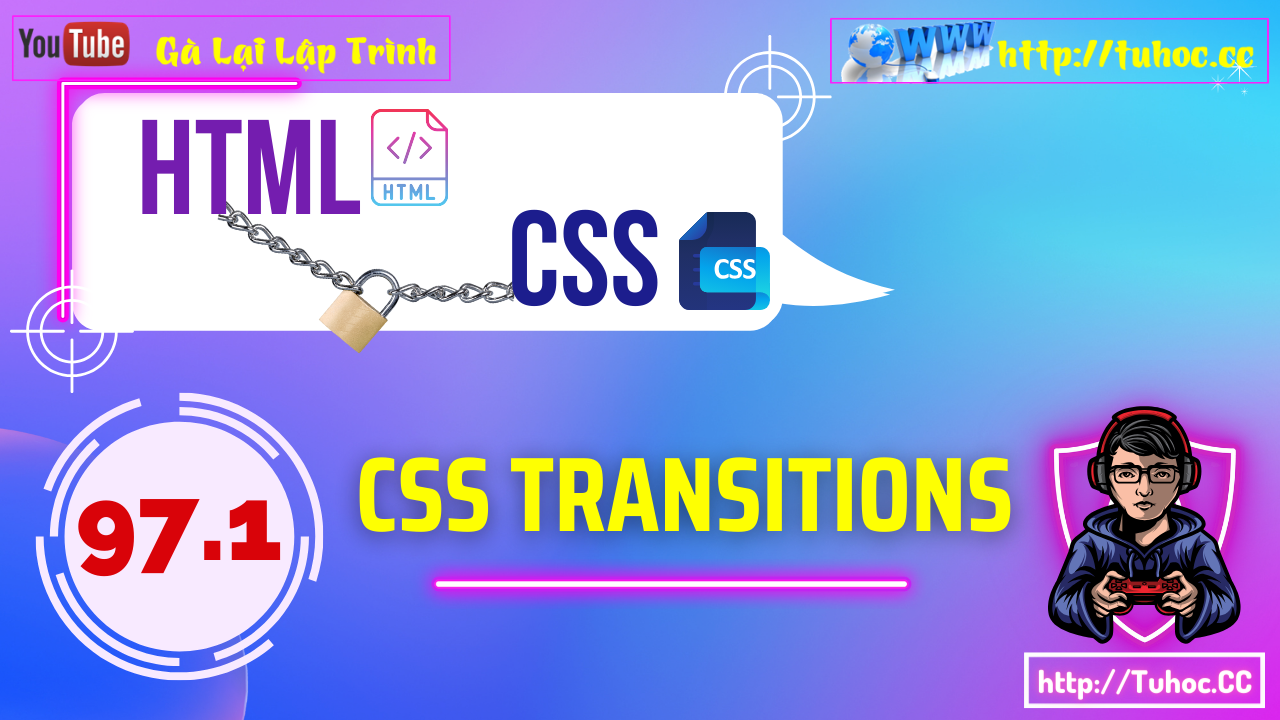 YouTube Gà Lại Lập Trình
WWW http://tuhoc.cc
HTML
HTML
CSS
CSS
97.1
CSS TRANSITIONS
http://Tuhoc.CC